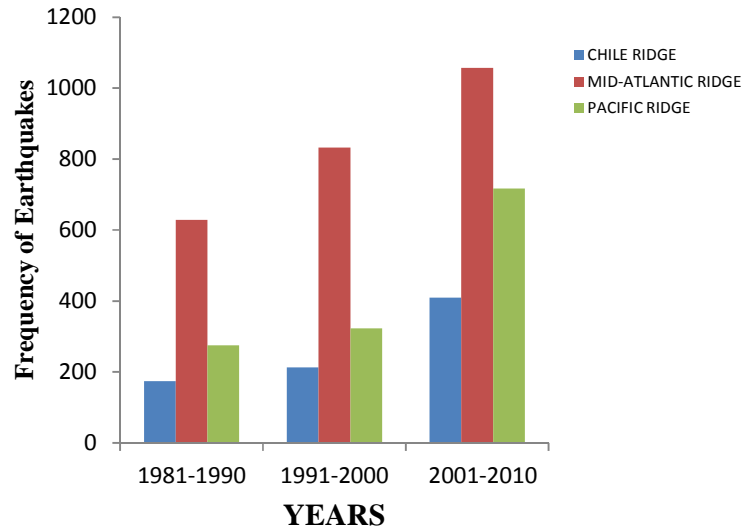 1200
1000
800
600
400
200
0
Frequency of Earthquakes
CHILE RIDGE
MID-ATLANTIC RIDGE
PACIFIC RIDGE
1981-1990 1991-2000 2001-2010
YEARS